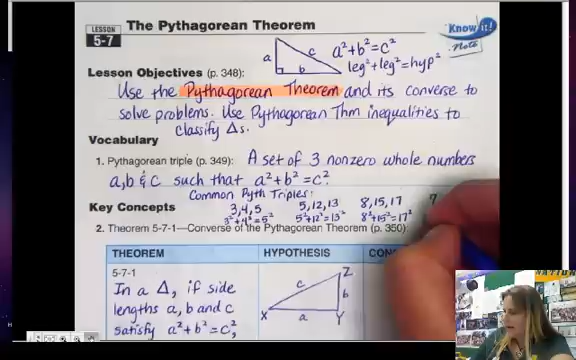 LESSON
5-7
The Pythagorean Theorem
Know it!
Note
a
c
b
a² + b² = c²
leg² + leg² = hyp²
Lesson Objectives (p. 348)
Use the Pythagorean Theorem and its converse to
solve problems. Use Pythagorean Thm inequalities to
classify Δs.
Vocabulary
1. Pythagorean triple (p. 349): A set of 3 nonzero whole numbers
a, b & c such that a² + b² = c².
Common Pyth Triples:
3, 4, 5 5, 12, 13 8, 15, 17 7
3² + 4² = 5² 5² + 12² = 13² 8² + 15² = 17²
Key Concepts
2. Theorem 5-7-1—Converse of the Pythagorean Theorem (p. 350):
THEOREM HYPOTHESIS CON
5-7-1
In a Δ, if side
lengths a, b and c
satisfy a² + b² = c²,
Z
c
b
X
a
Y
NATION